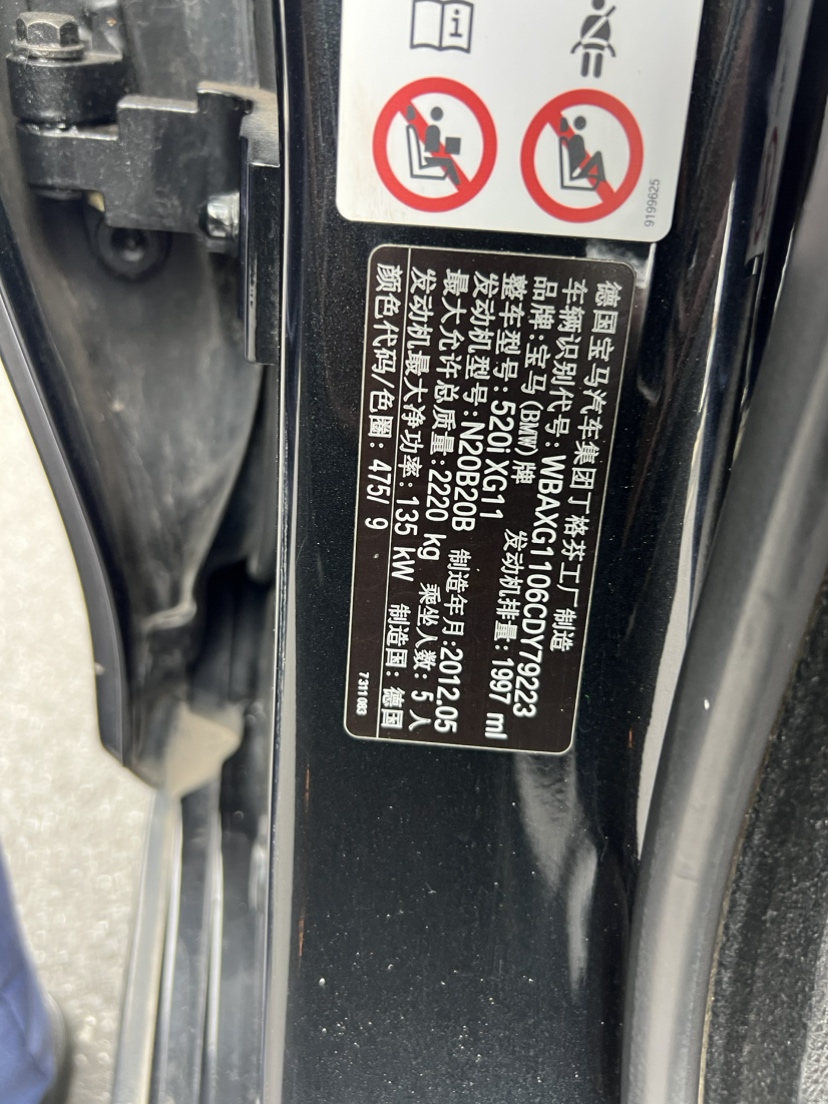 9199625
德国宝马汽车集团丁格芬工厂制造
车辆识别代号: WBAXG1106CDY79223
品牌:宝马(BMW)牌 发动机排量: 1997 ml
整车型号: 520i XG11
发动机型号: N20B20B 制造年月:2012.05
最大允许总质量:2220 kg 乘坐人数: 5 人
发动机最大净功率: 135 kW 制造国: 德国
颜色代码/色圈: 475/ 9
7 311 083